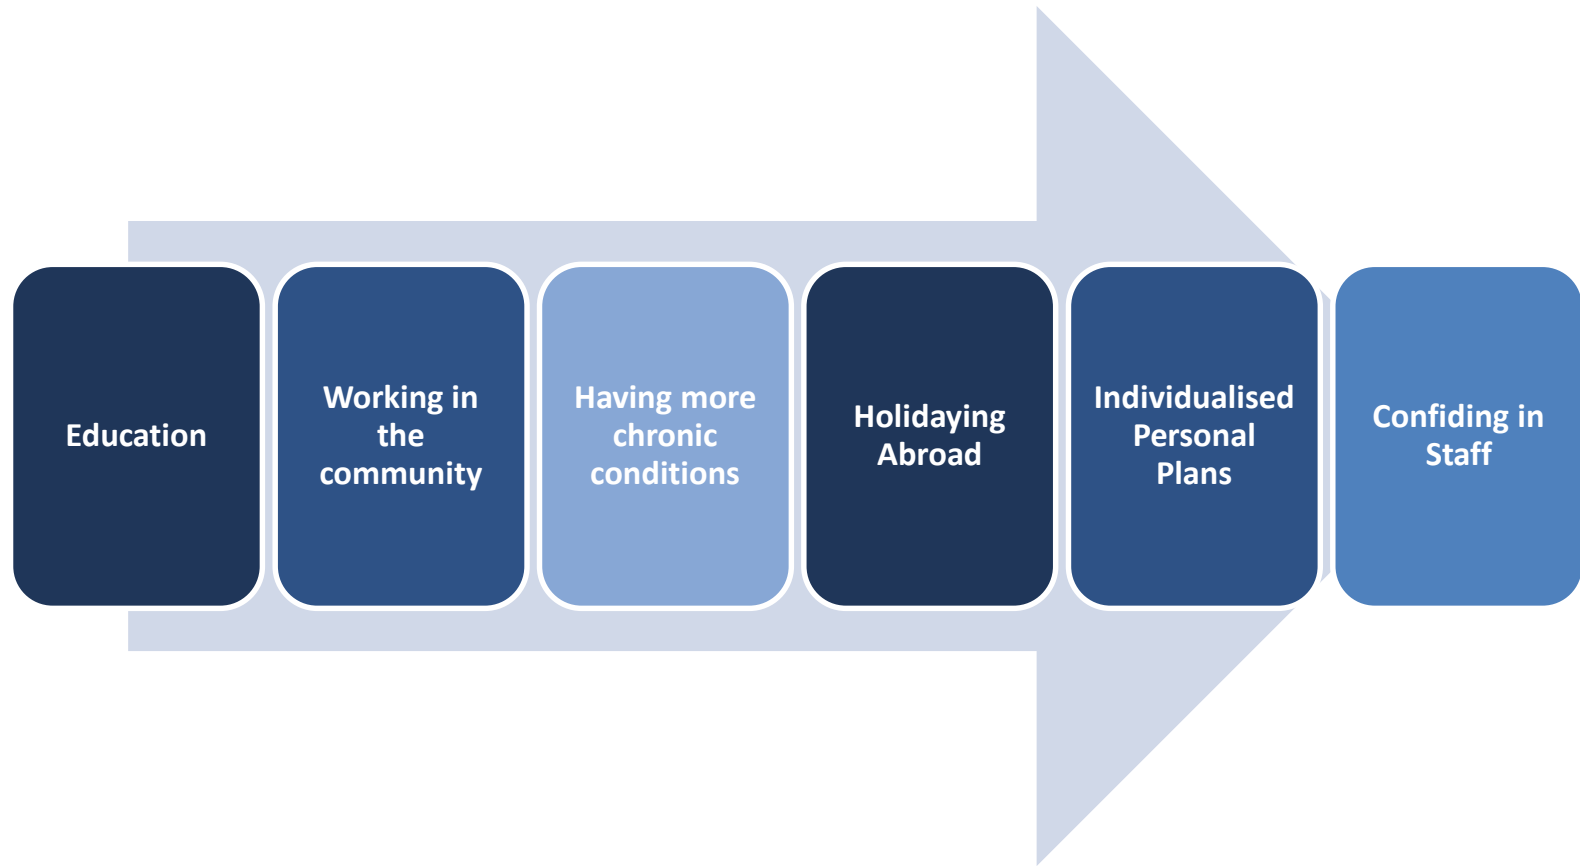 Education
Working in
the
community
Having more
chronic
conditions
Holidaying
Abroad
Individualised
Personal
Plans
Confiding in
Staff